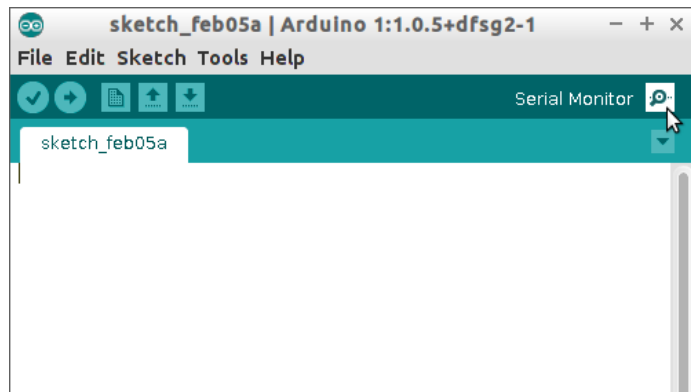 sketch_feb05a | Arduino 1:1.0.5+dfsg2-1
File Edit Sketch Tools Help
Serial Monitor
sketch_feb05a